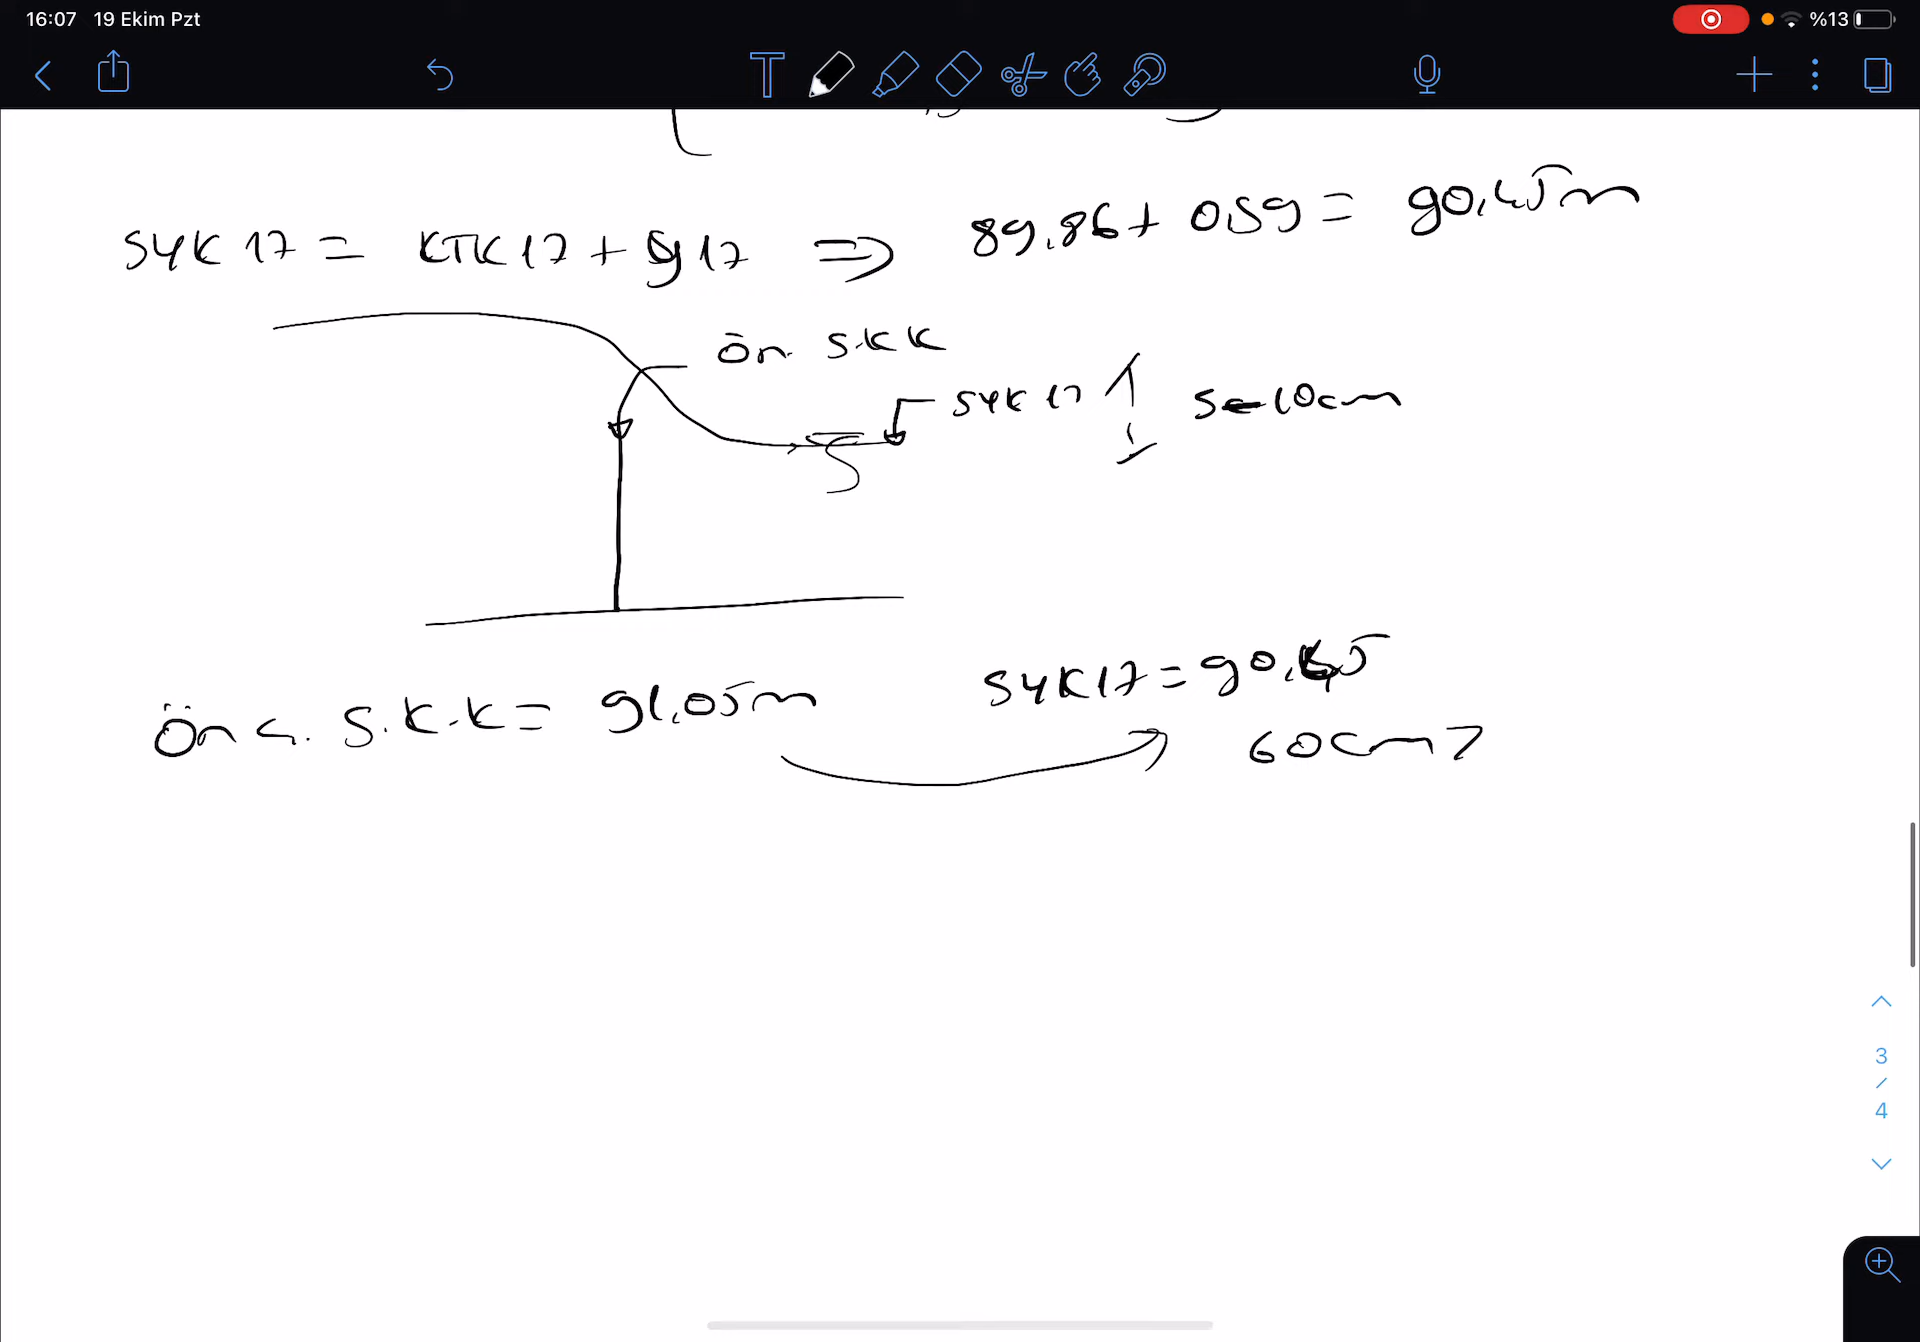 16:07 19 Ekim Pzt %13
SYK 17 = KTK 17 + y 17 ⇒ 89.86 + 0.59 = 90.45m
Ön. S.K.K
SYK 17 5-10cm
S
Ön S.K.K = 91.05m
SYK17 = 90.45
60cm
3
/
4